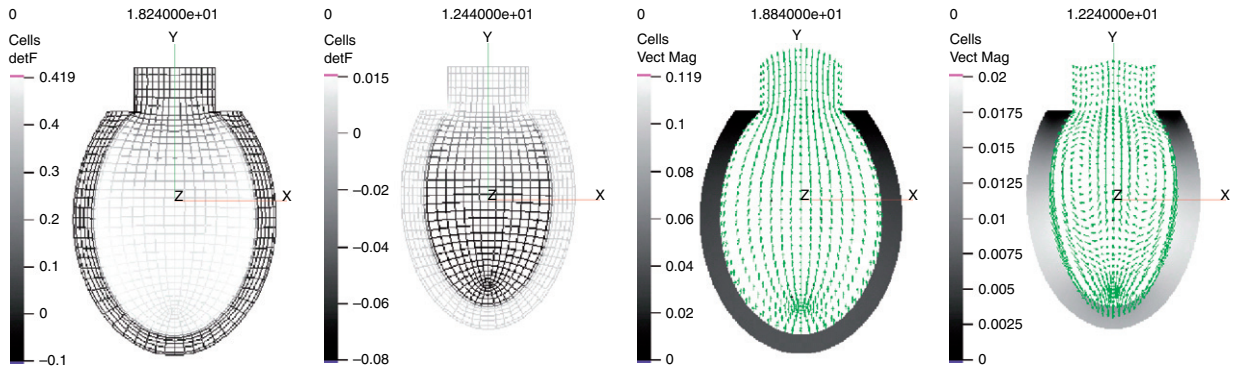 0 1.824000e+01
Cells
detF
Y
0.419
0.4
0.3
0.2
0.1
0
−0.1
Z
X
0 1.244000e+01
Cells
detF
Y
0.015
0
−0.02
−0.04
−0.06
−0.08
Z
X
0 1.884000e+01
Cells
Vect Mag
Y
0.119
0.1
0.08
0.06
0.04
0.02
0
Z
X
0 1.224000e+01
Cells
Vect Mag
Y
0.02
0.0175
0.015
0.0125
0.01
0.0075
0.005
0.0025
0
Z
X